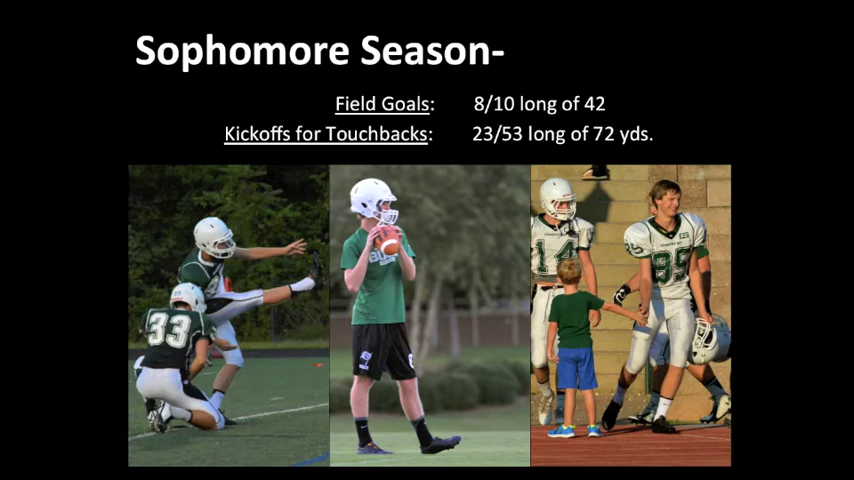 Sophomore Season-
Field Goals: 8/10 long of 42
Kickoffs for Touchbacks: 23/53 long of 72 yds.
33
14
85